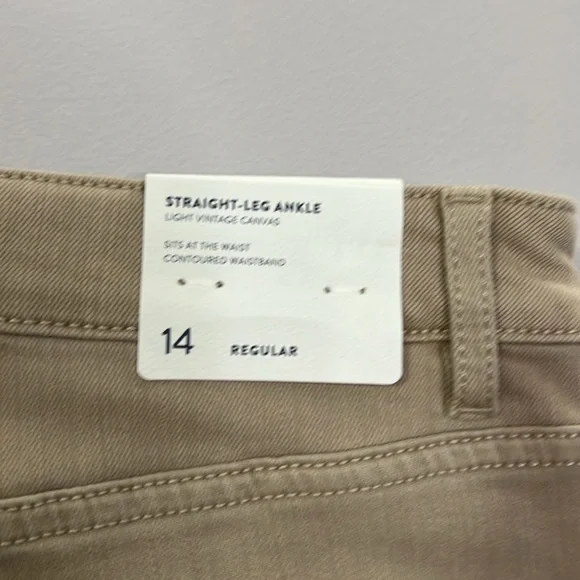 STRAIGHT-LEG ANKLE
LIGHT VINTAGE CANVAS
SITS AT THE WAIST
CONTOURED WAISTBAND
14 REGULAR